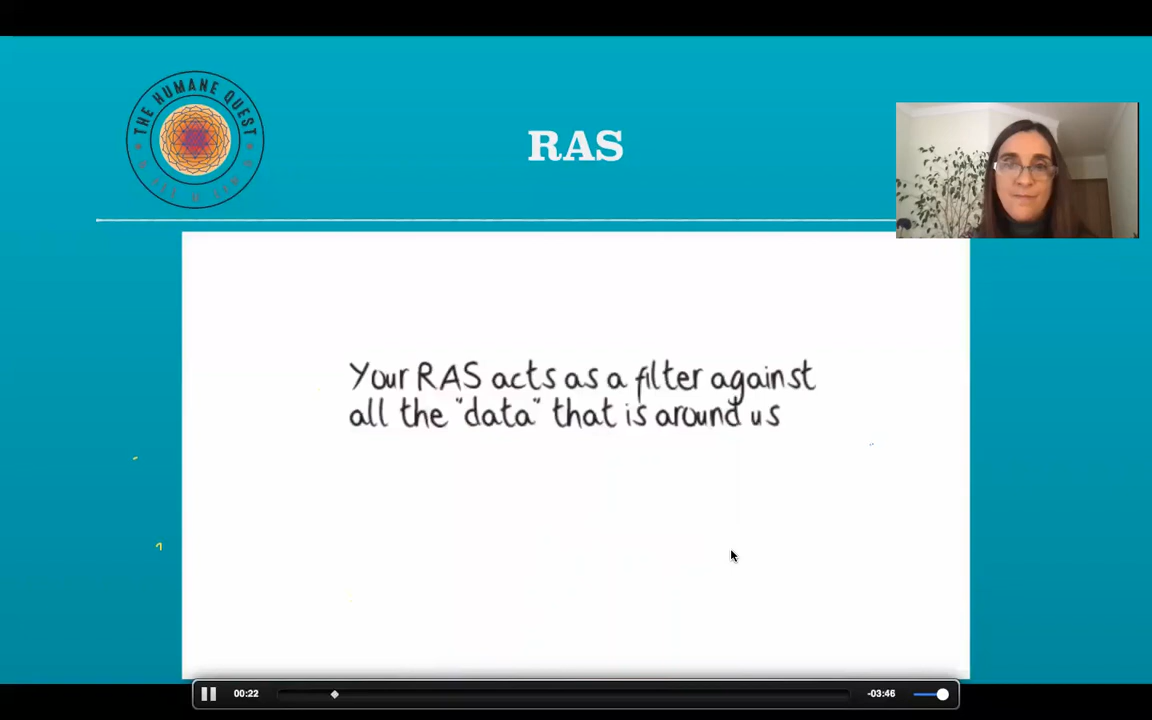 THE HUMANE QUEST
RAS
Your RAS acts as a filter against
all the "data" that is around us
00:22
-03:46